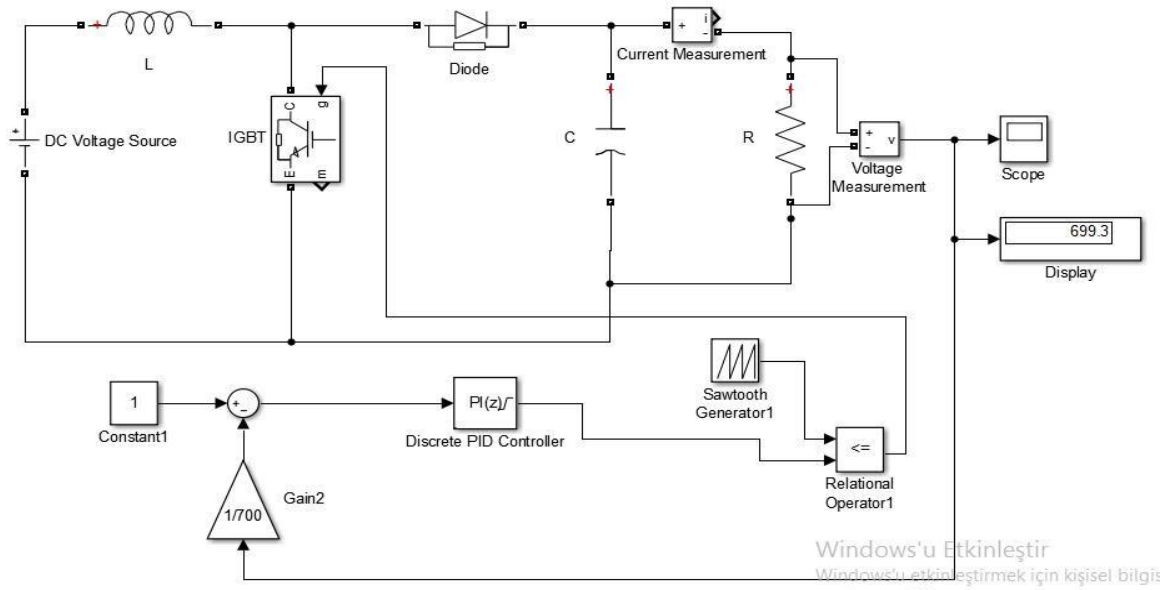 L
Diode
+
i
-
Current Measurement
+
DC Voltage Source
IGBT
C
g
E
m
C
R
+
-
v
Voltage
Measurement
Scope
699.3
Display
1
Constant1
+
-
PI(z)
Discrete PID Controller
Sawtooth
Generator1
<=
Relational
Operator1
1/700
Gain2
Windows'u Etkinleştir
Windows'u etkinleştirmek için kişisel bilgis